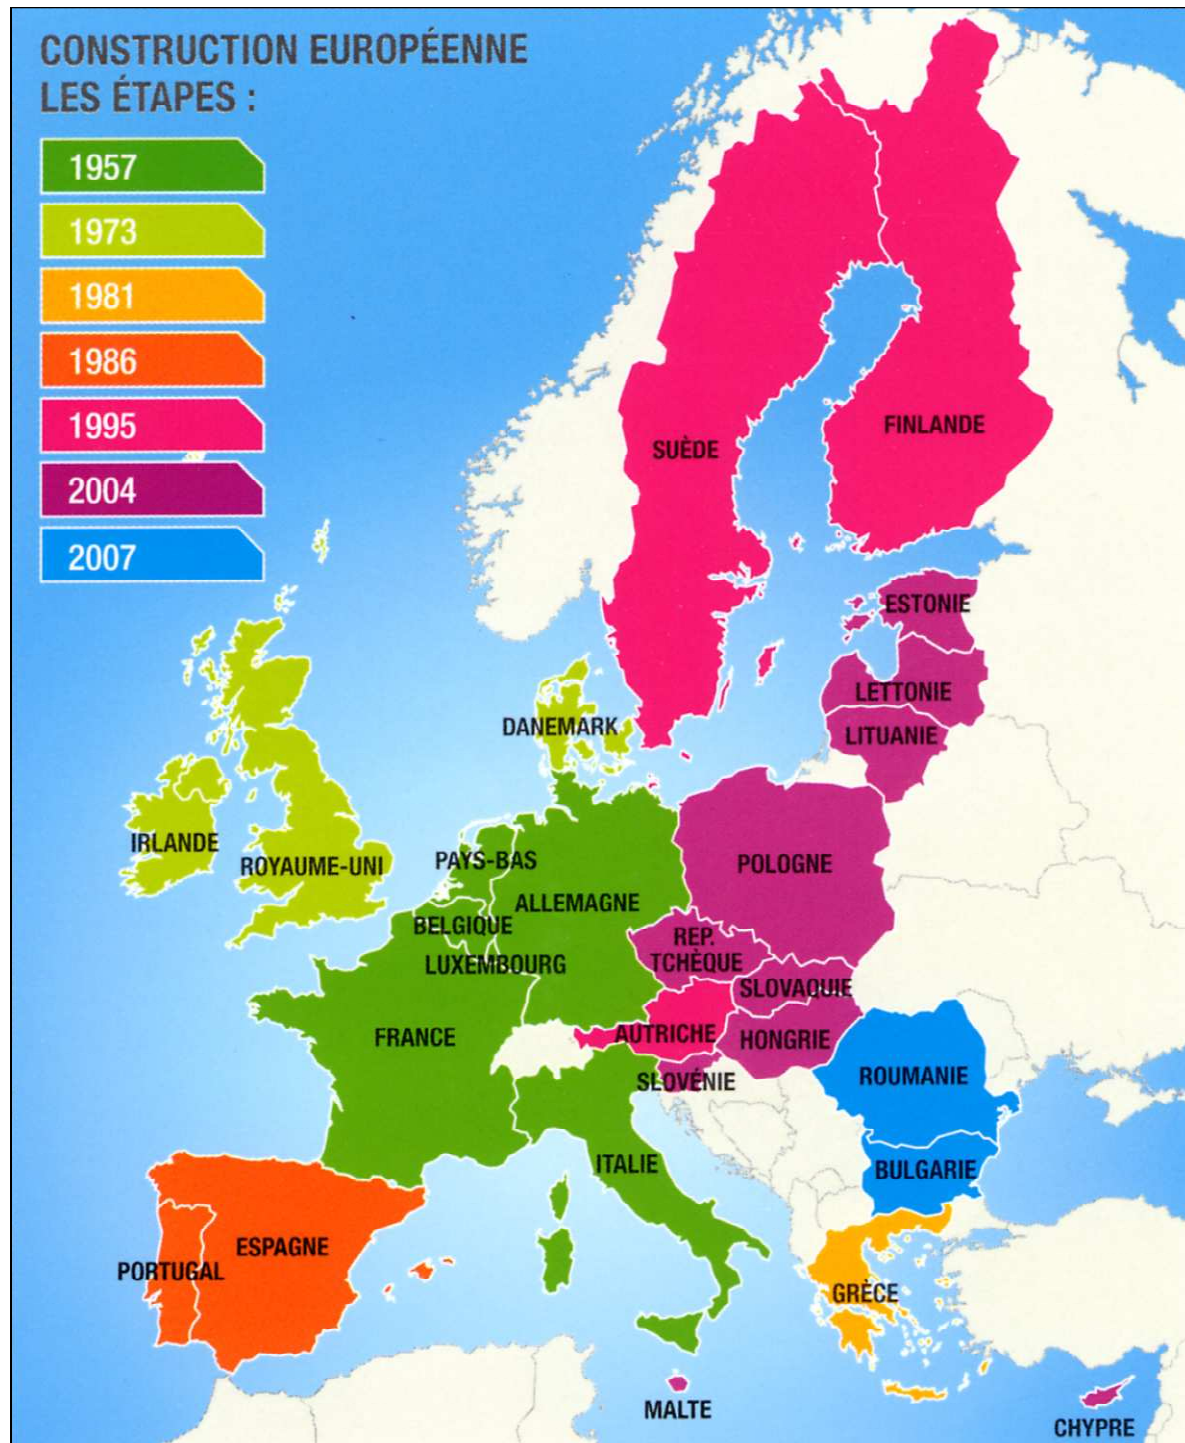 CONSTRUCTION EUROPÉENNE
LES ÉTAPES :
1957
1973
1981
1986
1995
2004
2007
FINLANDE
SUÈDE
ESTONIE
LETTONIE
LITUANIE
DANEMARK
IRLANDE
ROYAUME-UNI
PAYS-BAS
POLOGNE
ALLEMAGNE
BELGIQUE
REP.
TCHÈQUE
LUXEMBOURG
SLOVAQUIE
FRANCE
AUTRICHE
HONGRIE
SLOVÉNIE
ROUMANIE
ITALIE
BULGARIE
ESPAGNE
PORTUGAL
GRÈCE
MALTE
CHYPRE